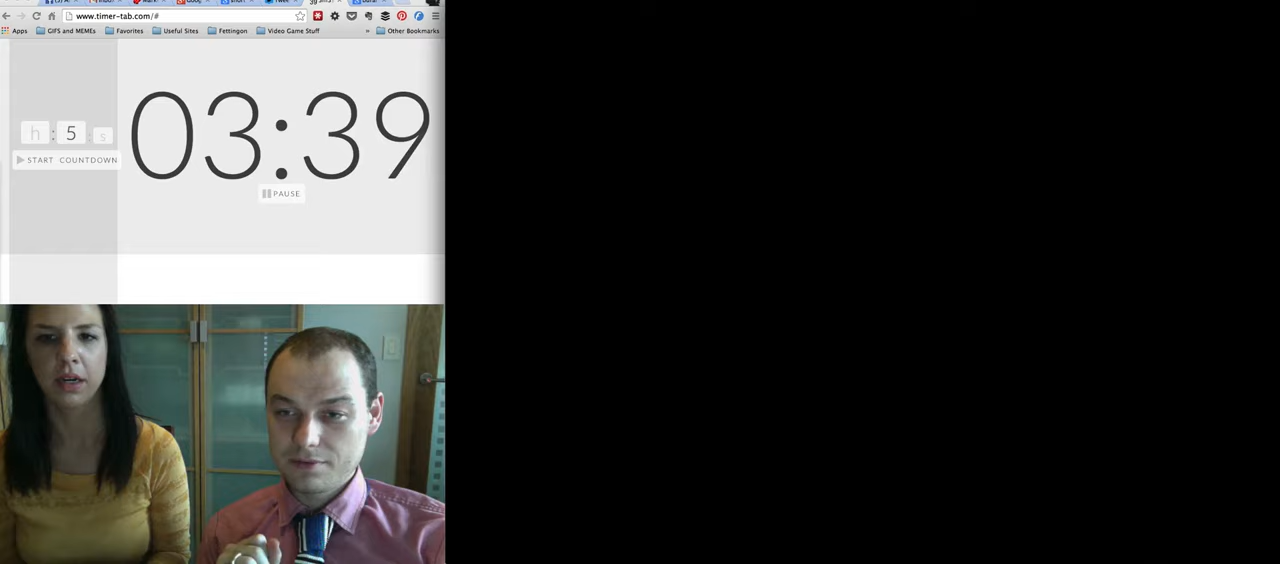 www.timer-tab.com/#
Apps GIFS and MEMEs Favorites Useful Sites Fettington Video Game Stuff » Other Bookmarks
h : 5 : s
START COUNTDOWN
03:39
PAUSE